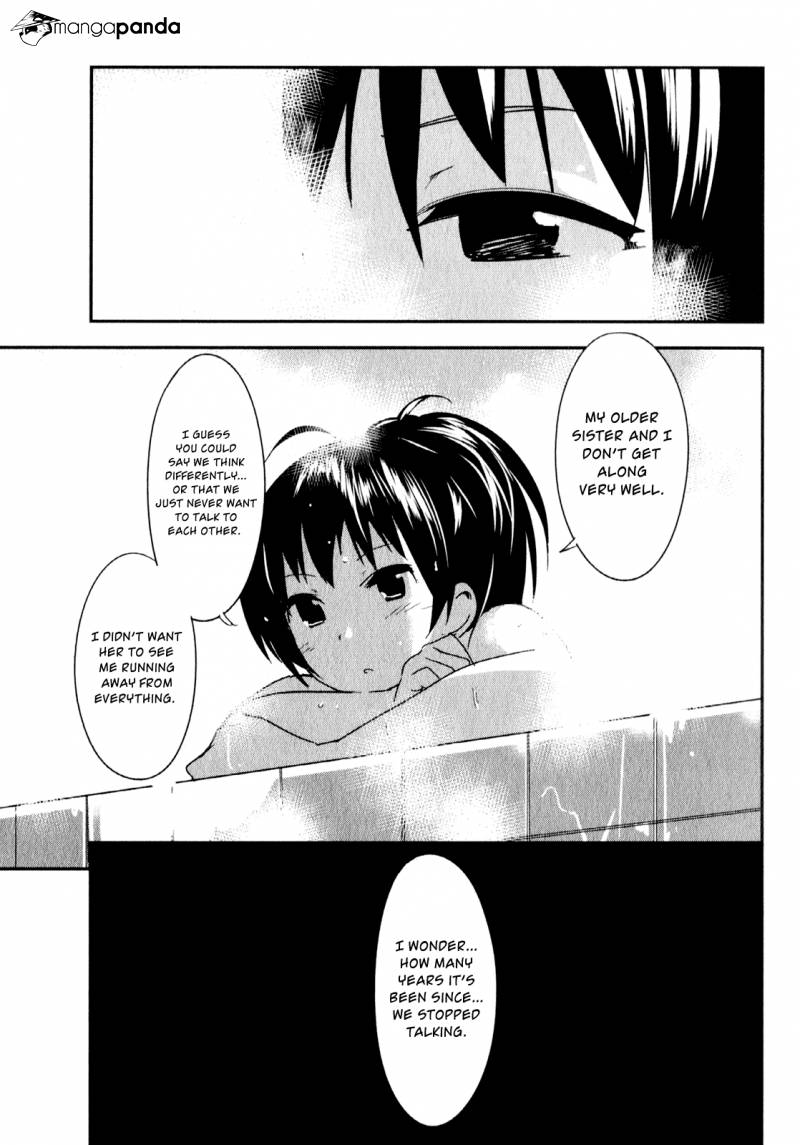 mangapanda
MY OLDER
SISTER AND I
DON'T GET
ALONG
VERY WELL.
I GUESS
YOU COULD
SAY WE THINK
DIFFERENTLY...
OR THAT WE
JUST NEVER WANT
TO TALK TO
EACH OTHER.
I DIDN'T WANT
HER TO SEE
ME RUNNING
AWAY FROM
EVERYTHING.
I WONDER...
HOW MANY
YEARS IT'S
BEEN SINCE...
WE STOPPED
TALKING.